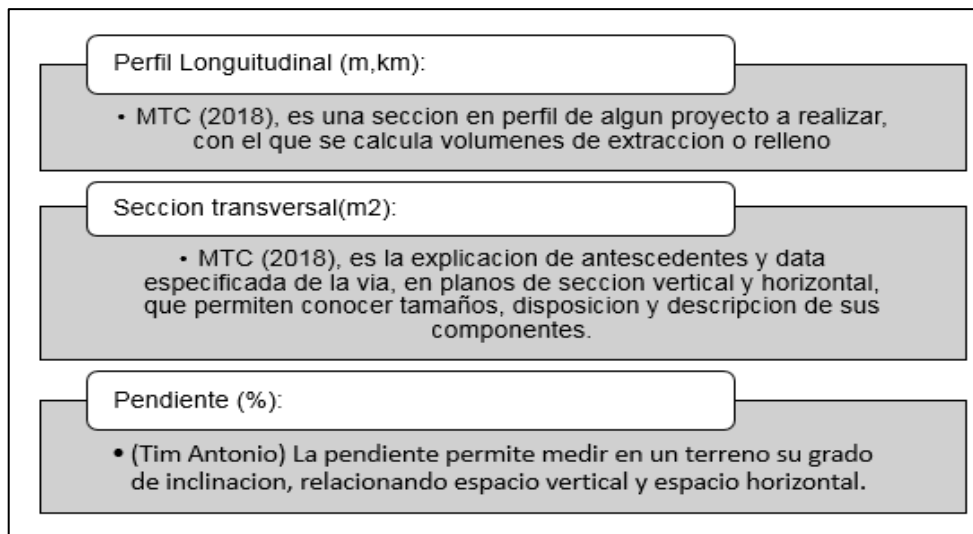 Perfil Longuitudinal (m,km):
• MTC (2018), es una seccion en perfil de algun proyecto a realizar,
con el que se calcula volumenes de extraccion o relleno
Seccion transversal(m2):
• MTC (2018), es la explicacion de antescedentes y data
especificada de la via, en planos de seccion vertical y horizontal,
que permiten conocer tamaños, disposicion y descripcion de sus
componentes.
Pendiente (%):
• (Tim Antonio) La pendiente permite medir en un terreno su grado
de inclinacion, relacionando espacio vertical y espacio horizontal.